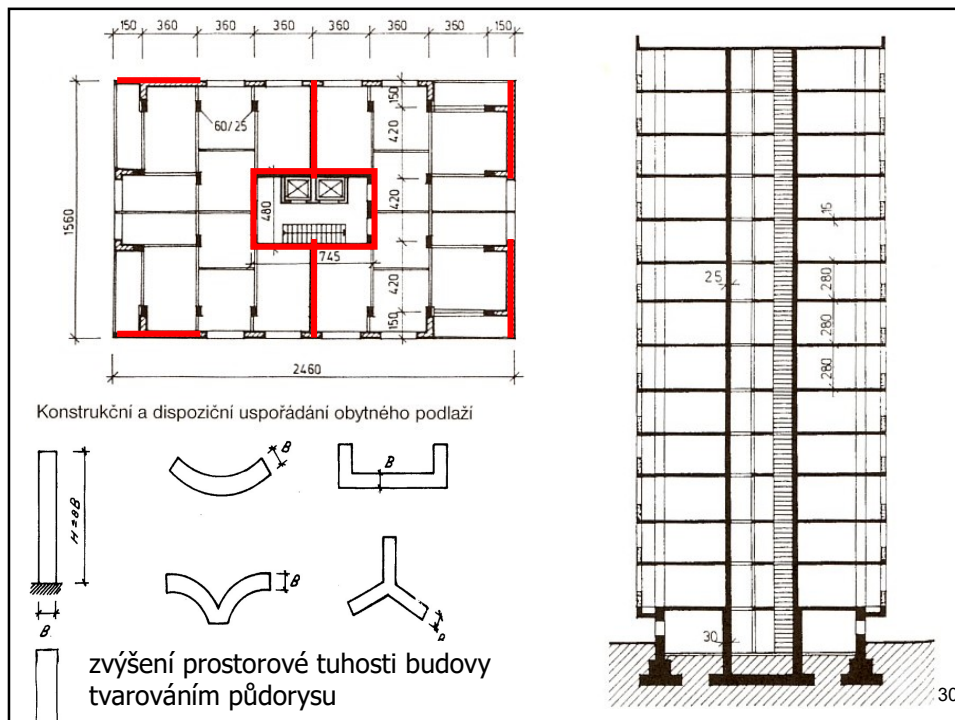 150 360 360 360 360 360 360 150
60/25
150
420
480
420
745
420
150
1560
2460
Konstrukční a dispoziční uspořádání obytného podlaží
B
B
H ≥ 8B
B
B
B
zvýšení prostorové tuhosti budovy
tvarováním půdorysu
15
25
280
280
280
30
30